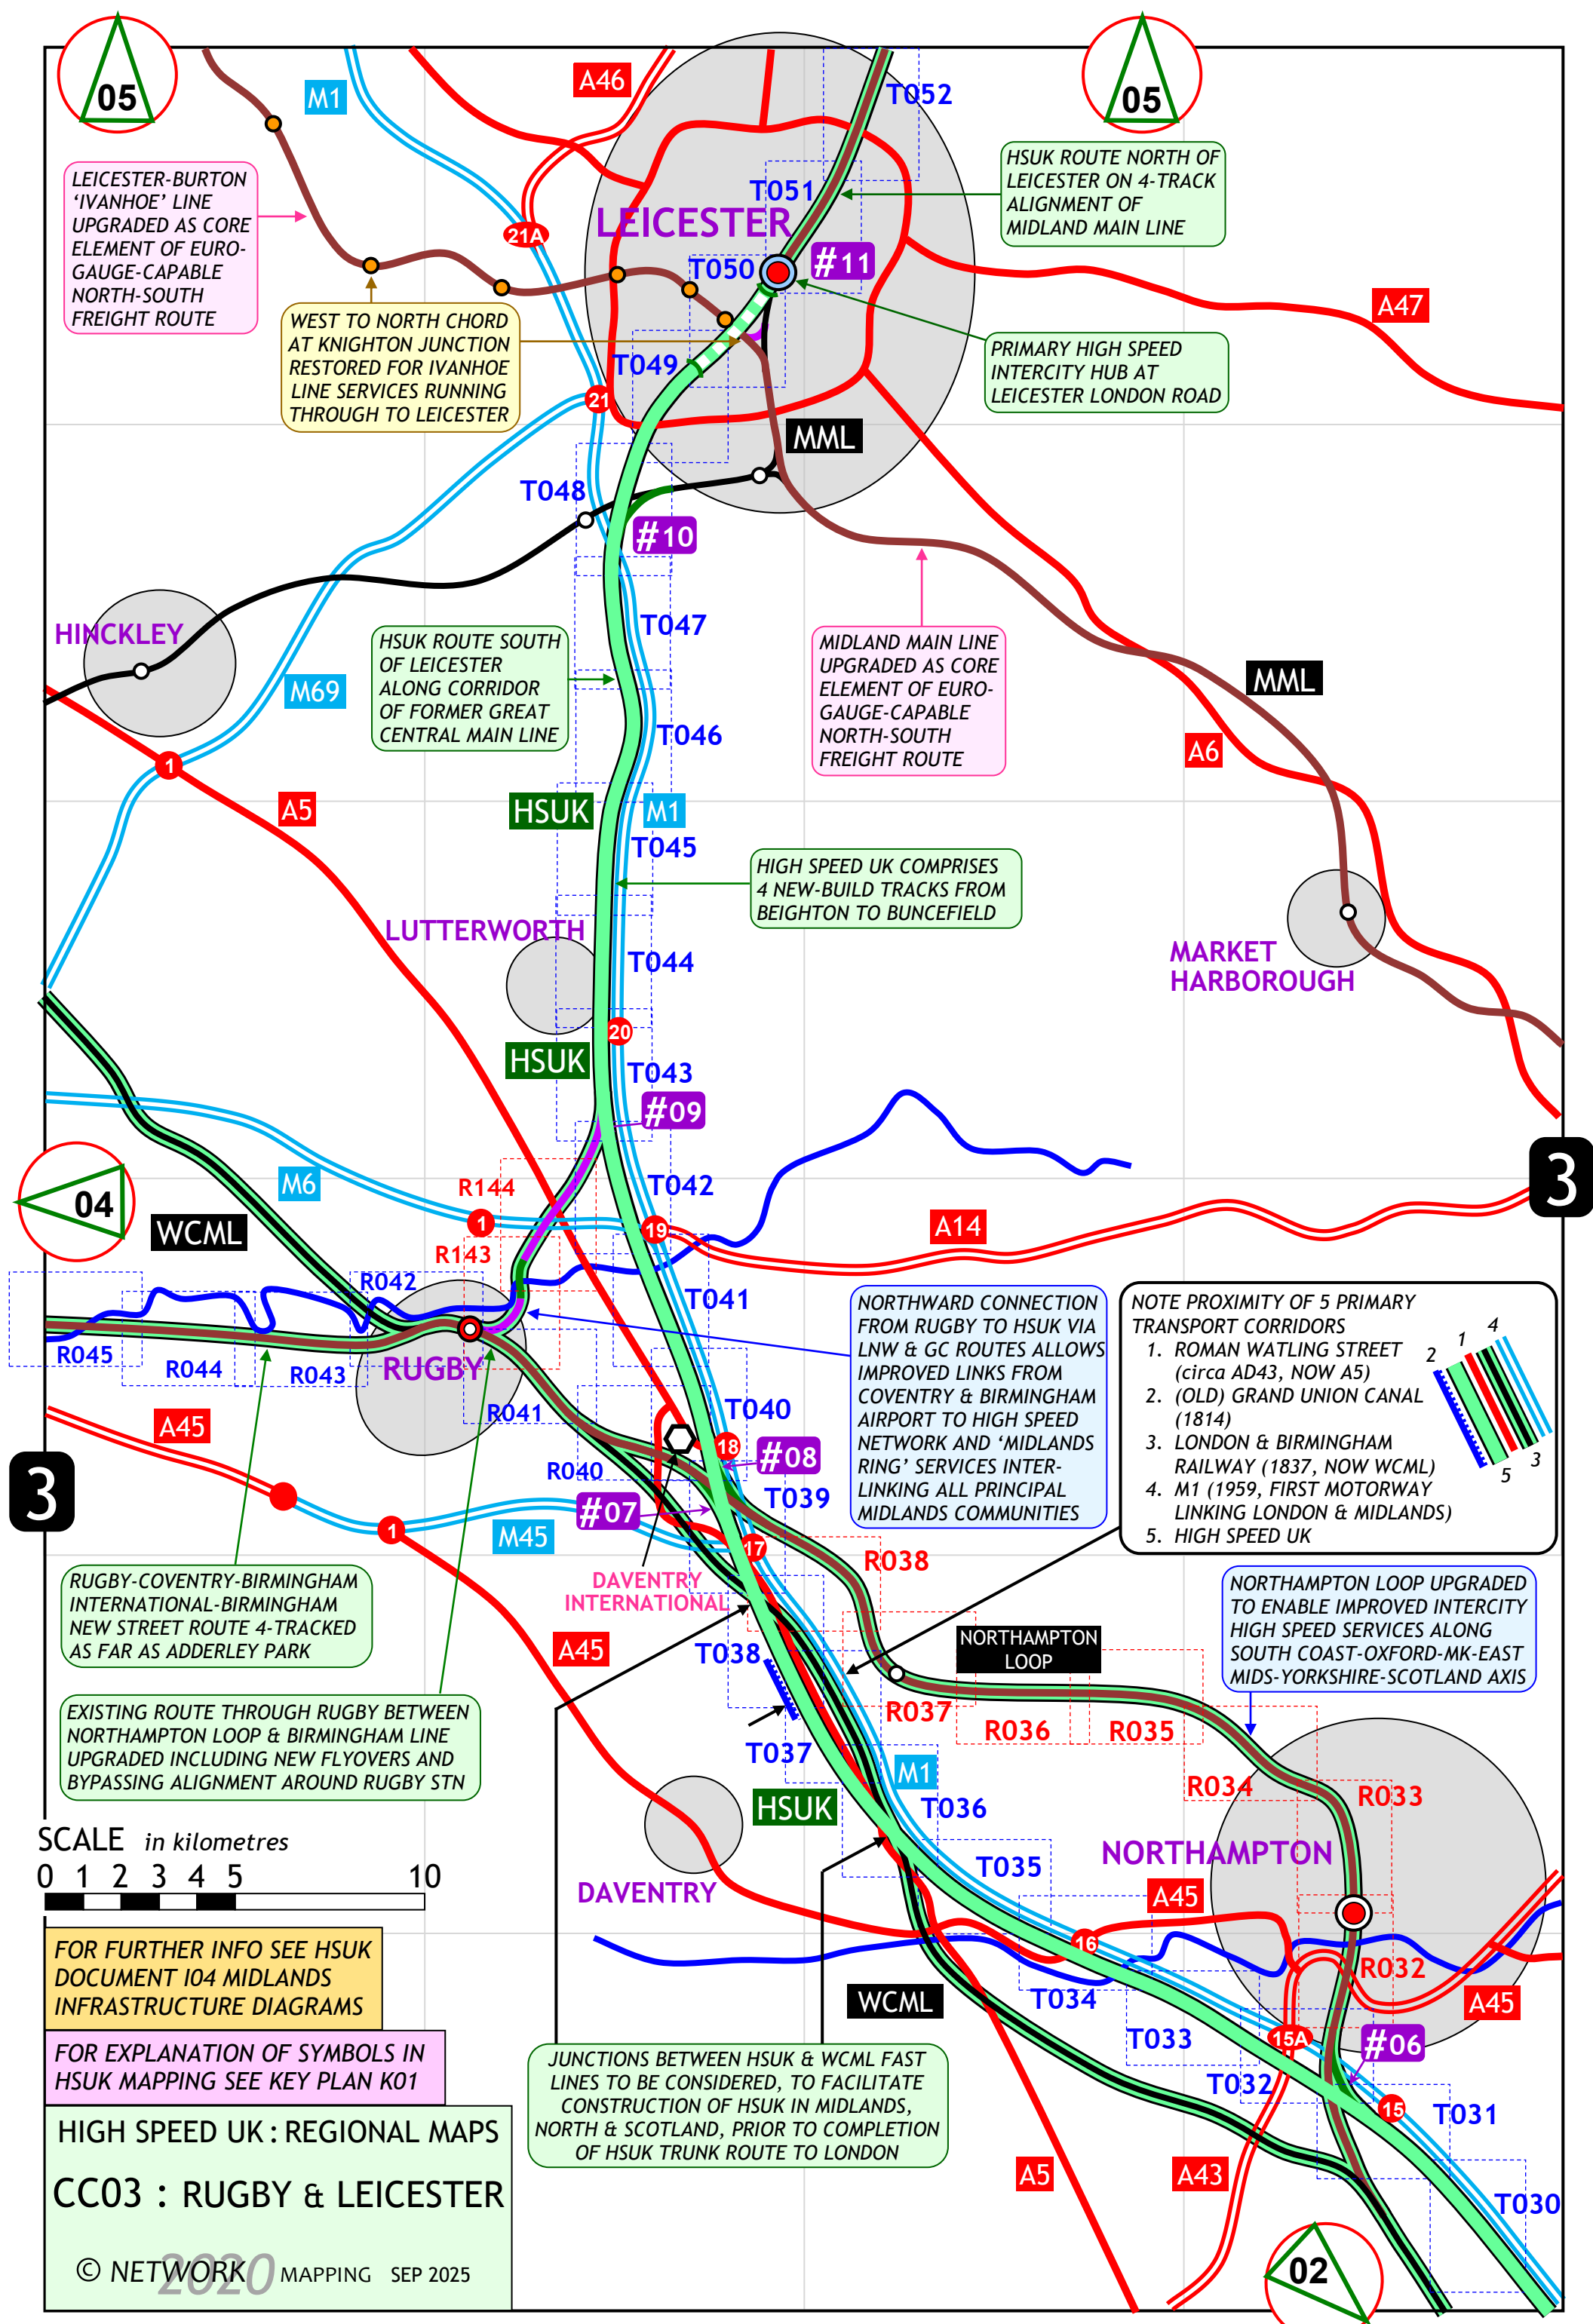 05
M1
A46
T052
05
LEICESTER-BURTON
‘IVANHOE’ LINE
UPGRADED AS CORE
ELEMENT OF EURO-
GAUGE-CAPABLE
NORTH-SOUTH
FREIGHT ROUTE
HSUK ROUTE NORTH OF
LEICESTER ON 4-TRACK
ALIGNMENT OF
MIDLAND MAIN LINE
T051
LEICESTER
21A
#11
T050
A47
WEST TO NORTH CHORD
AT KNIGHTON JUNCTION
RESTORED FOR IVANHOE
LINE SERVICES RUNNING
THROUGH TO LEICESTER
PRIMARY HIGH SPEED
INTERCITY HUB AT
LEICESTER LONDON ROAD
T049
21
MML
T048
#10
T047
HINCKLEY
HSUK ROUTE SOUTH
OF LEICESTER
ALONG CORRIDOR
OF FORMER GREAT
CENTRAL MAIN LINE
MIDLAND MAIN LINE
UPGRADED AS CORE
ELEMENT OF EURO-
GAUGE-CAPABLE
NORTH-SOUTH
FREIGHT ROUTE
MML
M69
T046
A6
1
A5
HSUK
M1
T045
HIGH SPEED UK COMPRISES
4 NEW-BUILD TRACKS FROM
BEIGHTON TO BUNCEFIELD
LUTTERWORTH
T044
MARKET
HARBOROUGH
20
HSUK
T043
#09
3
04
M6
R144
T042
WCML
1
19
A14
R143
R042
T041
R045
R044
R043
RUGBY
R041
NORTHWARD CONNECTION
FROM RUGBY TO HSUK VIA
LNW & GC ROUTES ALLOWS
IMPROVED LINKS FROM
COVENTRY & BIRMINGHAM
AIRPORT TO HIGH SPEED
NETWORK AND ‘MIDLANDS
RING’ SERVICES INTER-
LINKING ALL PRINCIPAL
MIDLANDS COMMUNITIES
NOTE PROXIMITY OF 5 PRIMARY
TRANSPORT CORRIDORS
1. ROMAN WATLING STREET
(circa AD43, NOW A5)
2. (OLD) GRAND UNION CANAL
(1814)
3. LONDON & BIRMINGHAM
RAILWAY (1837, NOW WCML)
4. M1 (1959, FIRST MOTORWAY
LINKING LONDON & MIDLANDS)
5. HIGH SPEED UK
4
1
2
3
5
A45
T040
18
#08
R040
3
#07
T039
1
M45
17
R038
DAVENTRY
INTERNATIONAL
RUGBY-COVENTRY-BIRMINGHAM
INTERNATIONAL-BIRMINGHAM
NEW STREET ROUTE 4-TRACKED
AS FAR AS ADDERLEY PARK
A45
T038
NORTHAMPTON
LOOP
NORTHAMPTON LOOP UPGRADED
TO ENABLE IMPROVED INTERCITY
HIGH SPEED SERVICES ALONG
SOUTH COAST-OXFORD-MK-EAST
MIDS-YORKSHIRE-SCOTLAND AXIS
R037
R036
R035
EXISTING ROUTE THROUGH RUGBY BETWEEN
NORTHAMPTON LOOP & BIRMINGHAM LINE
UPGRADED INCLUDING NEW FLYOVERS AND
BYPASSING ALIGNMENT AROUND RUGBY STN
T037
M1
R034
R033
HSUK
T036
SCALE in kilometres
0 1 2 3 4 5 10
NORTHAMPTON
T035
DAVENTRY
A45
16
FOR FURTHER INFO SEE HSUK
DOCUMENT I04 MIDLANDS
INFRASTRUCTURE DIAGRAMS
R032
WCML
T034
A45
T033
15A
#06
FOR EXPLANATION OF SYMBOLS IN
HSUK MAPPING SEE KEY PLAN K01
JUNCTIONS BETWEEN HSUK & WCML FAST
LINES TO BE CONSIDERED, TO FACILITATE
CONSTRUCTION OF HSUK IN MIDLANDS,
NORTH & SCOTLAND, PRIOR TO COMPLETION
OF HSUK TRUNK ROUTE TO LONDON
T032
15
T031
HIGH SPEED UK : REGIONAL MAPS
CC03 : RUGBY & LEICESTER
A5
A43
T030
© NETWORK 2020 MAPPING SEP 2025
02